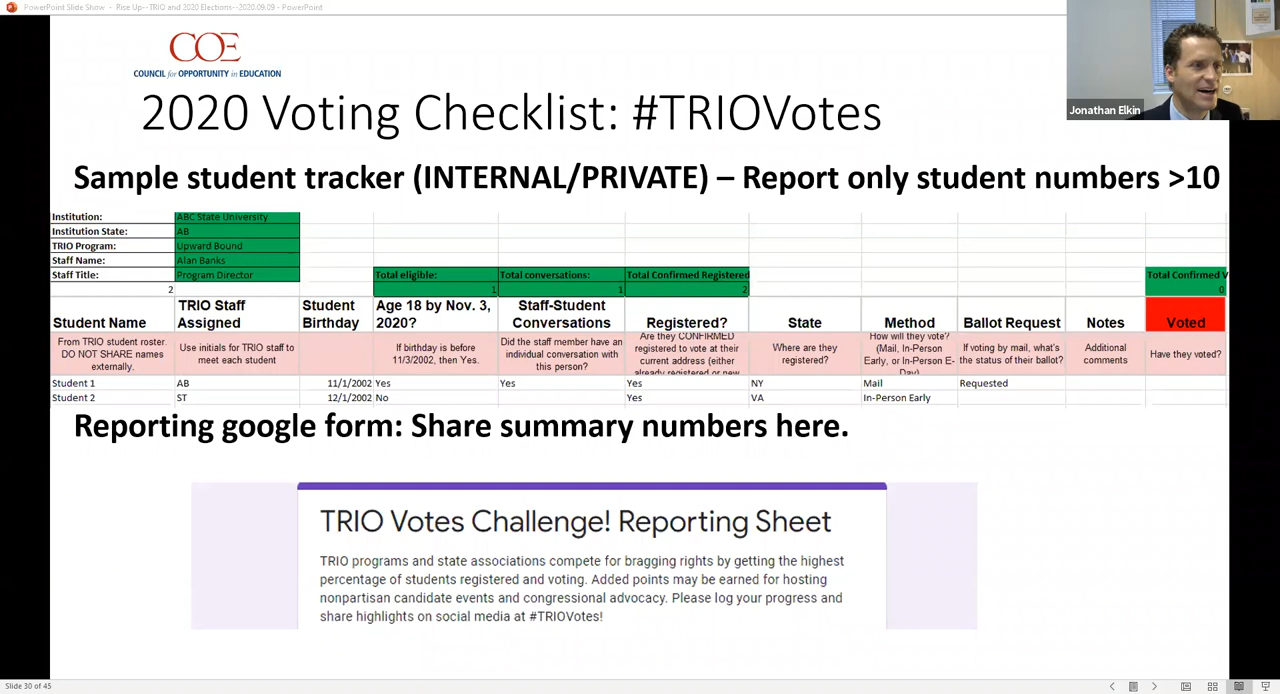 PowerPoint Slide Show - Rise Up--TRIO and 2020 Elections--2020.09.09 - PowerPoint
COE
COUNCIL for OPPORTUNITY in EDUCATION
Jonathan Elkin
2020 Voting Checklist: #TRIOVotes
Sample student tracker (INTERNAL/PRIVATE) – Report only student numbers >10
Institution: ABC State University
Institution State: AB
TRIO Program: Upward Bound
Staff Name: Alan Banks
Staff Title: Program Director Total eligible: Total conversations: Total Confirmed Registered Total Confirmed V
2 1 1 2 0
Student Name TRIO Staff Assigned Student Birthday Age 18 by Nov. 3, 2020? Staff-Student Conversations Registered? State Method Ballot Request Notes Voted
From TRIO student roster. DO NOT SHARE names externally. Use initials for TRIO staff to meet each student If birthday is before 11/3/2002, then Yes. Did the staff member have an individual conversation with this person? Are they CONFIRMED registered to vote at their current address (either already registered or new Where are they registered? How will they vote? (Mail, In-Person Early, or In-Person E-Day) If voting by mail, what's the status of their ballot? Additional comments Have they voted?
Student 1 AB 11/1/2002 Yes Yes Yes NY Mail Requested
Student 2 ST 12/1/2002 No Yes VA In-Person Early
Reporting google form: Share summary numbers here.
TRIO Votes Challenge! Reporting Sheet
TRIO programs and state associations compete for bragging rights by getting the highest
percentage of students registered and voting. Added points may be earned for hosting
nonpartisan candidate events and congressional advocacy. Please log your progress and
share highlights on social media at #TRIOVotes!
Slide 30 of 45